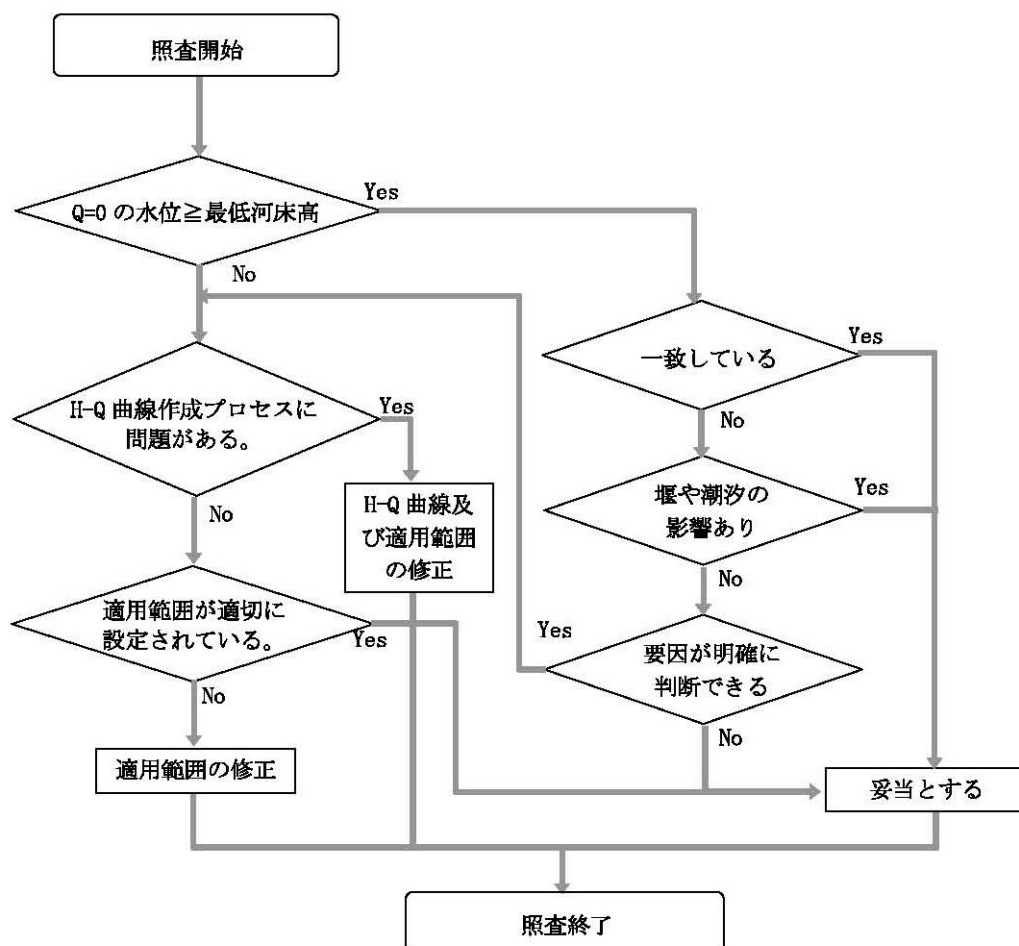 照査開始
Q=0 の水位≧最低河床高
Yes
No
一致している
Yes
No
H-Q 曲線作成プロセスに
問題がある。
Yes
No
H-Q 曲線及
び適用範囲
の修正
堰や潮汐の
影響あり
Yes
No
適用範囲が適切に
設定されている。
Yes
No
要因が明確に
判断できる
Yes
No
適用範囲の修正
妥当とする
照査終了